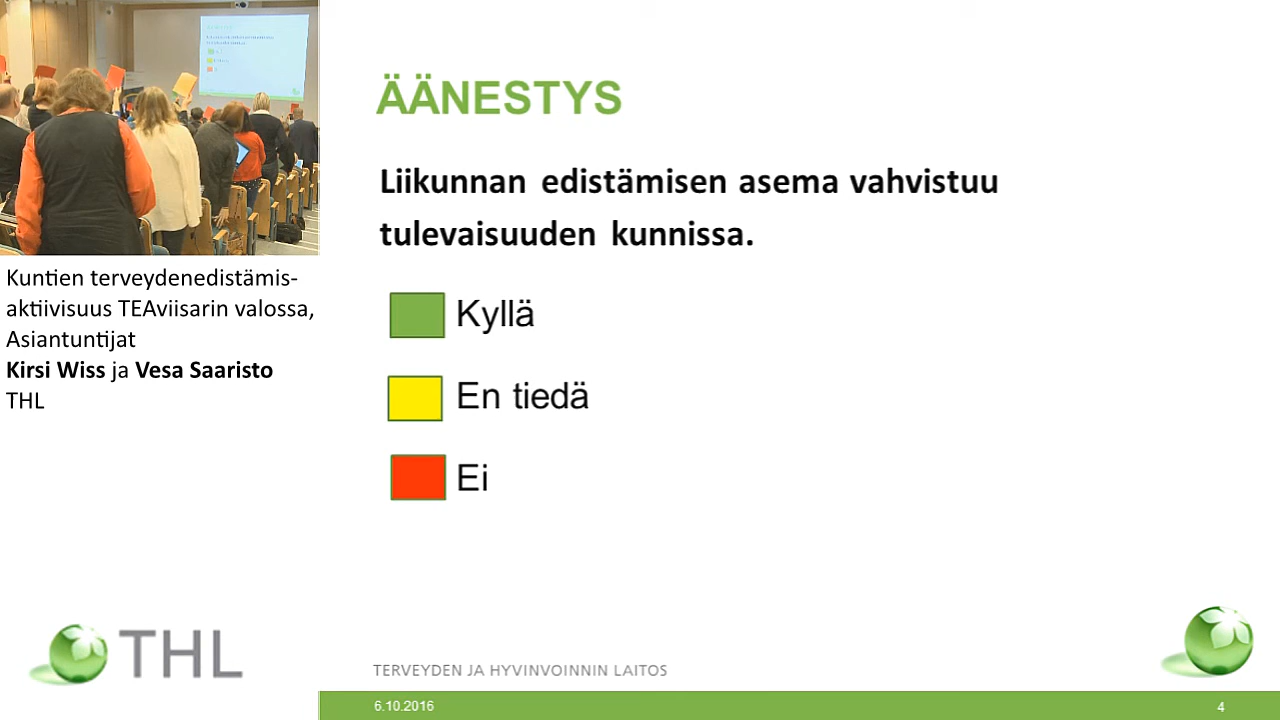 Kuntien terveydenedistämis-
aktiivisuus TEAviisarin valossa,
Asiantuntijat
Kirsi Wiss ja Vesa Saaristo
THL
THL
ÄÄNESTYS
Liikunnan edistämisen asema vahvistuu
tulevaisuuden kunnissa.
Kyllä
En tiedä
Ei
TERVEYDEN JA HYVINVOINNIN LAITOS
6.10.2016
4